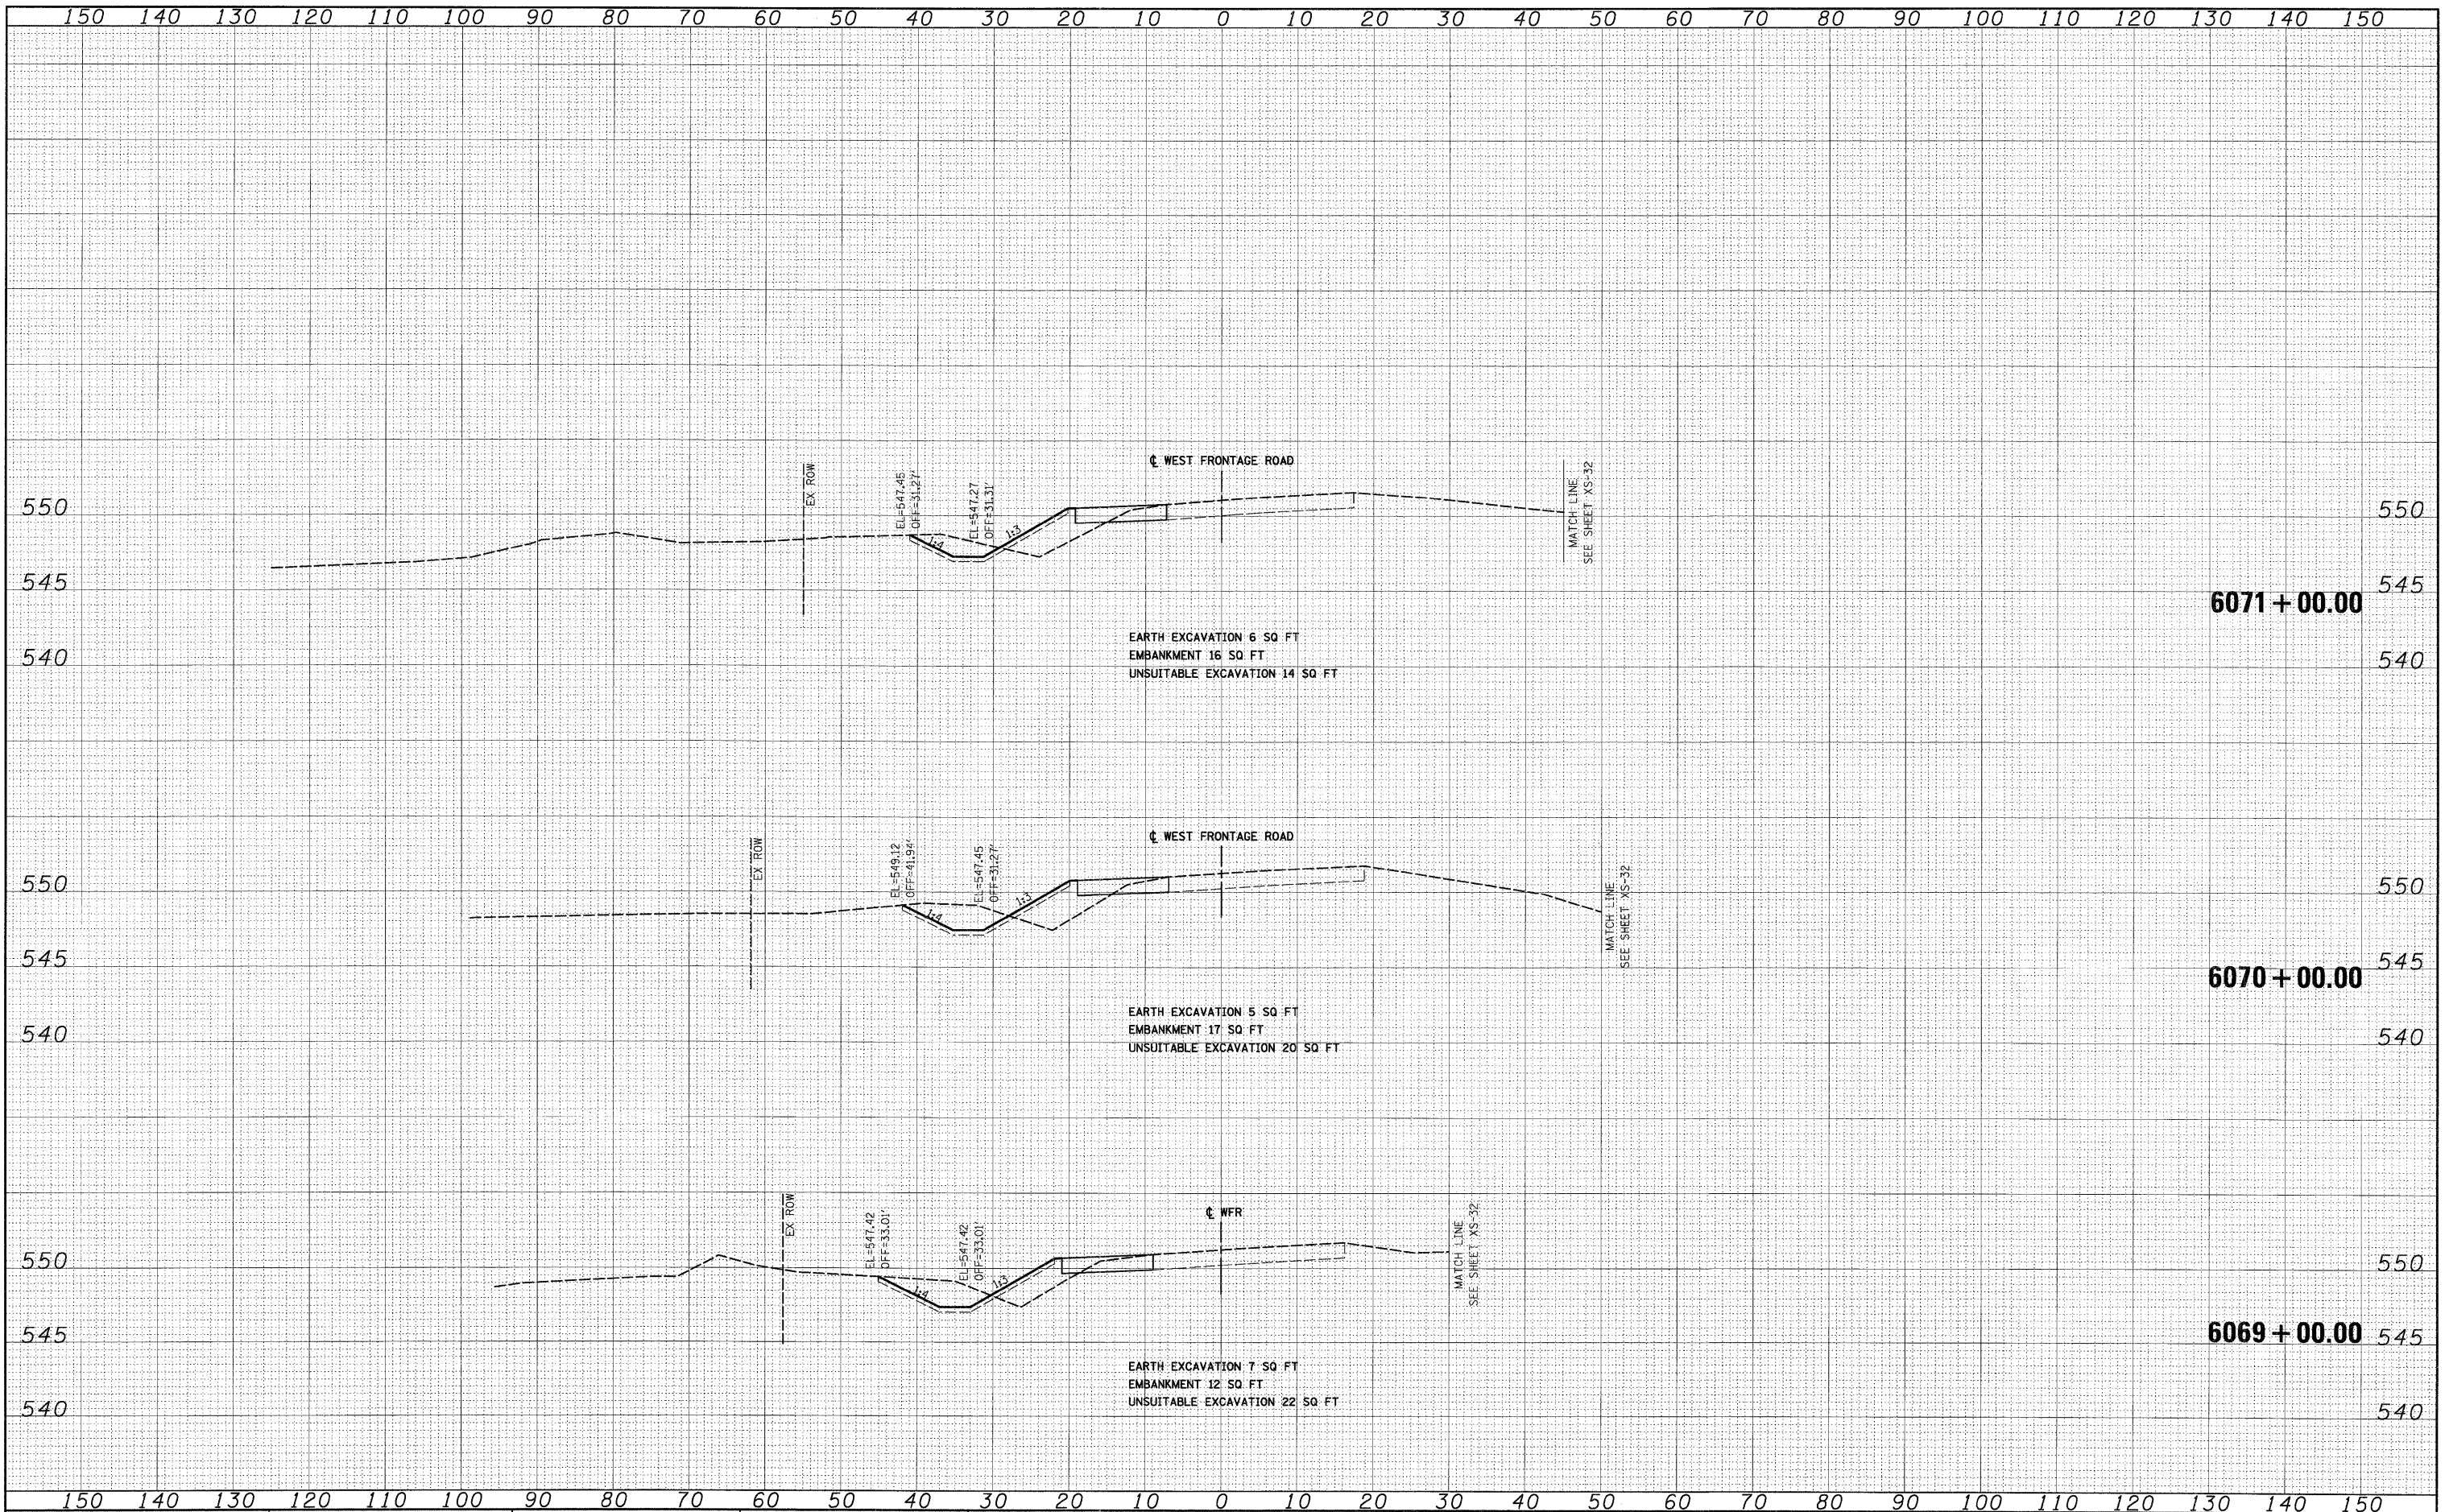 150 140 130 120 110 100 90 80 70 60 50 40 30 20 10 0 10 20 30 40 50 60 70 80 90 100 110 120 130 140 150
℄ WEST FRONTAGE ROAD
EX ROW
EL=547.45
OFF=31.27'
EL=547.27
OFF=31.31'
1:4
1:3
MATCH LINE
SEE SHEET XS-32
550 550
545 545
6071+00.00
540 540
EARTH EXCAVATION 6 SQ FT
EMBANKMENT 16 SQ FT
UNSUITABLE EXCAVATION 14 SQ FT
℄ WEST FRONTAGE ROAD
EX ROW
EL=549.12
OFF=41.94'
EL=547.45
OFF=31.27'
1:4
1:3
MATCH LINE
SEE SHEET XS-32
550 550
545 545
6070+00.00
540 540
EARTH EXCAVATION 5 SQ FT
EMBANKMENT 17 SQ FT
UNSUITABLE EXCAVATION 20 SQ FT
℄ WFR
EX ROW
EL=547.42
OFF=33.01'
EL=547.42
OFF=33.01'
1:4
1:3
MATCH LINE
SEE SHEET XS-32
550 550
545 545
6069+00.00
540 540
EARTH EXCAVATION 7 SQ FT
EMBANKMENT 12 SQ FT
UNSUITABLE EXCAVATION 22 SQ FT
150 140 130 120 110 100 90 80 70 60 50 40 30 20 10 0 10 20 30 40 50 60 70 80 90 100 110 120 130 140 150